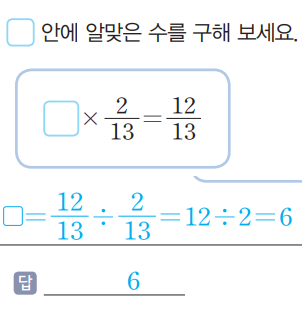 □ 안에 알맞은 수를 구해 보세요.
□ × 2/13 = 12/13
□ = 12/13 ÷ 2/13 = 12 ÷ 2 = 6
답 6